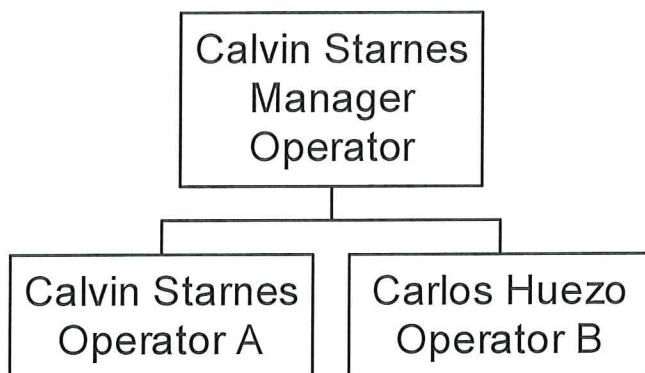 Calvin Starnes
Manager
Operator
Calvin Starnes
Operator A
Carlos Huezo
Operator B